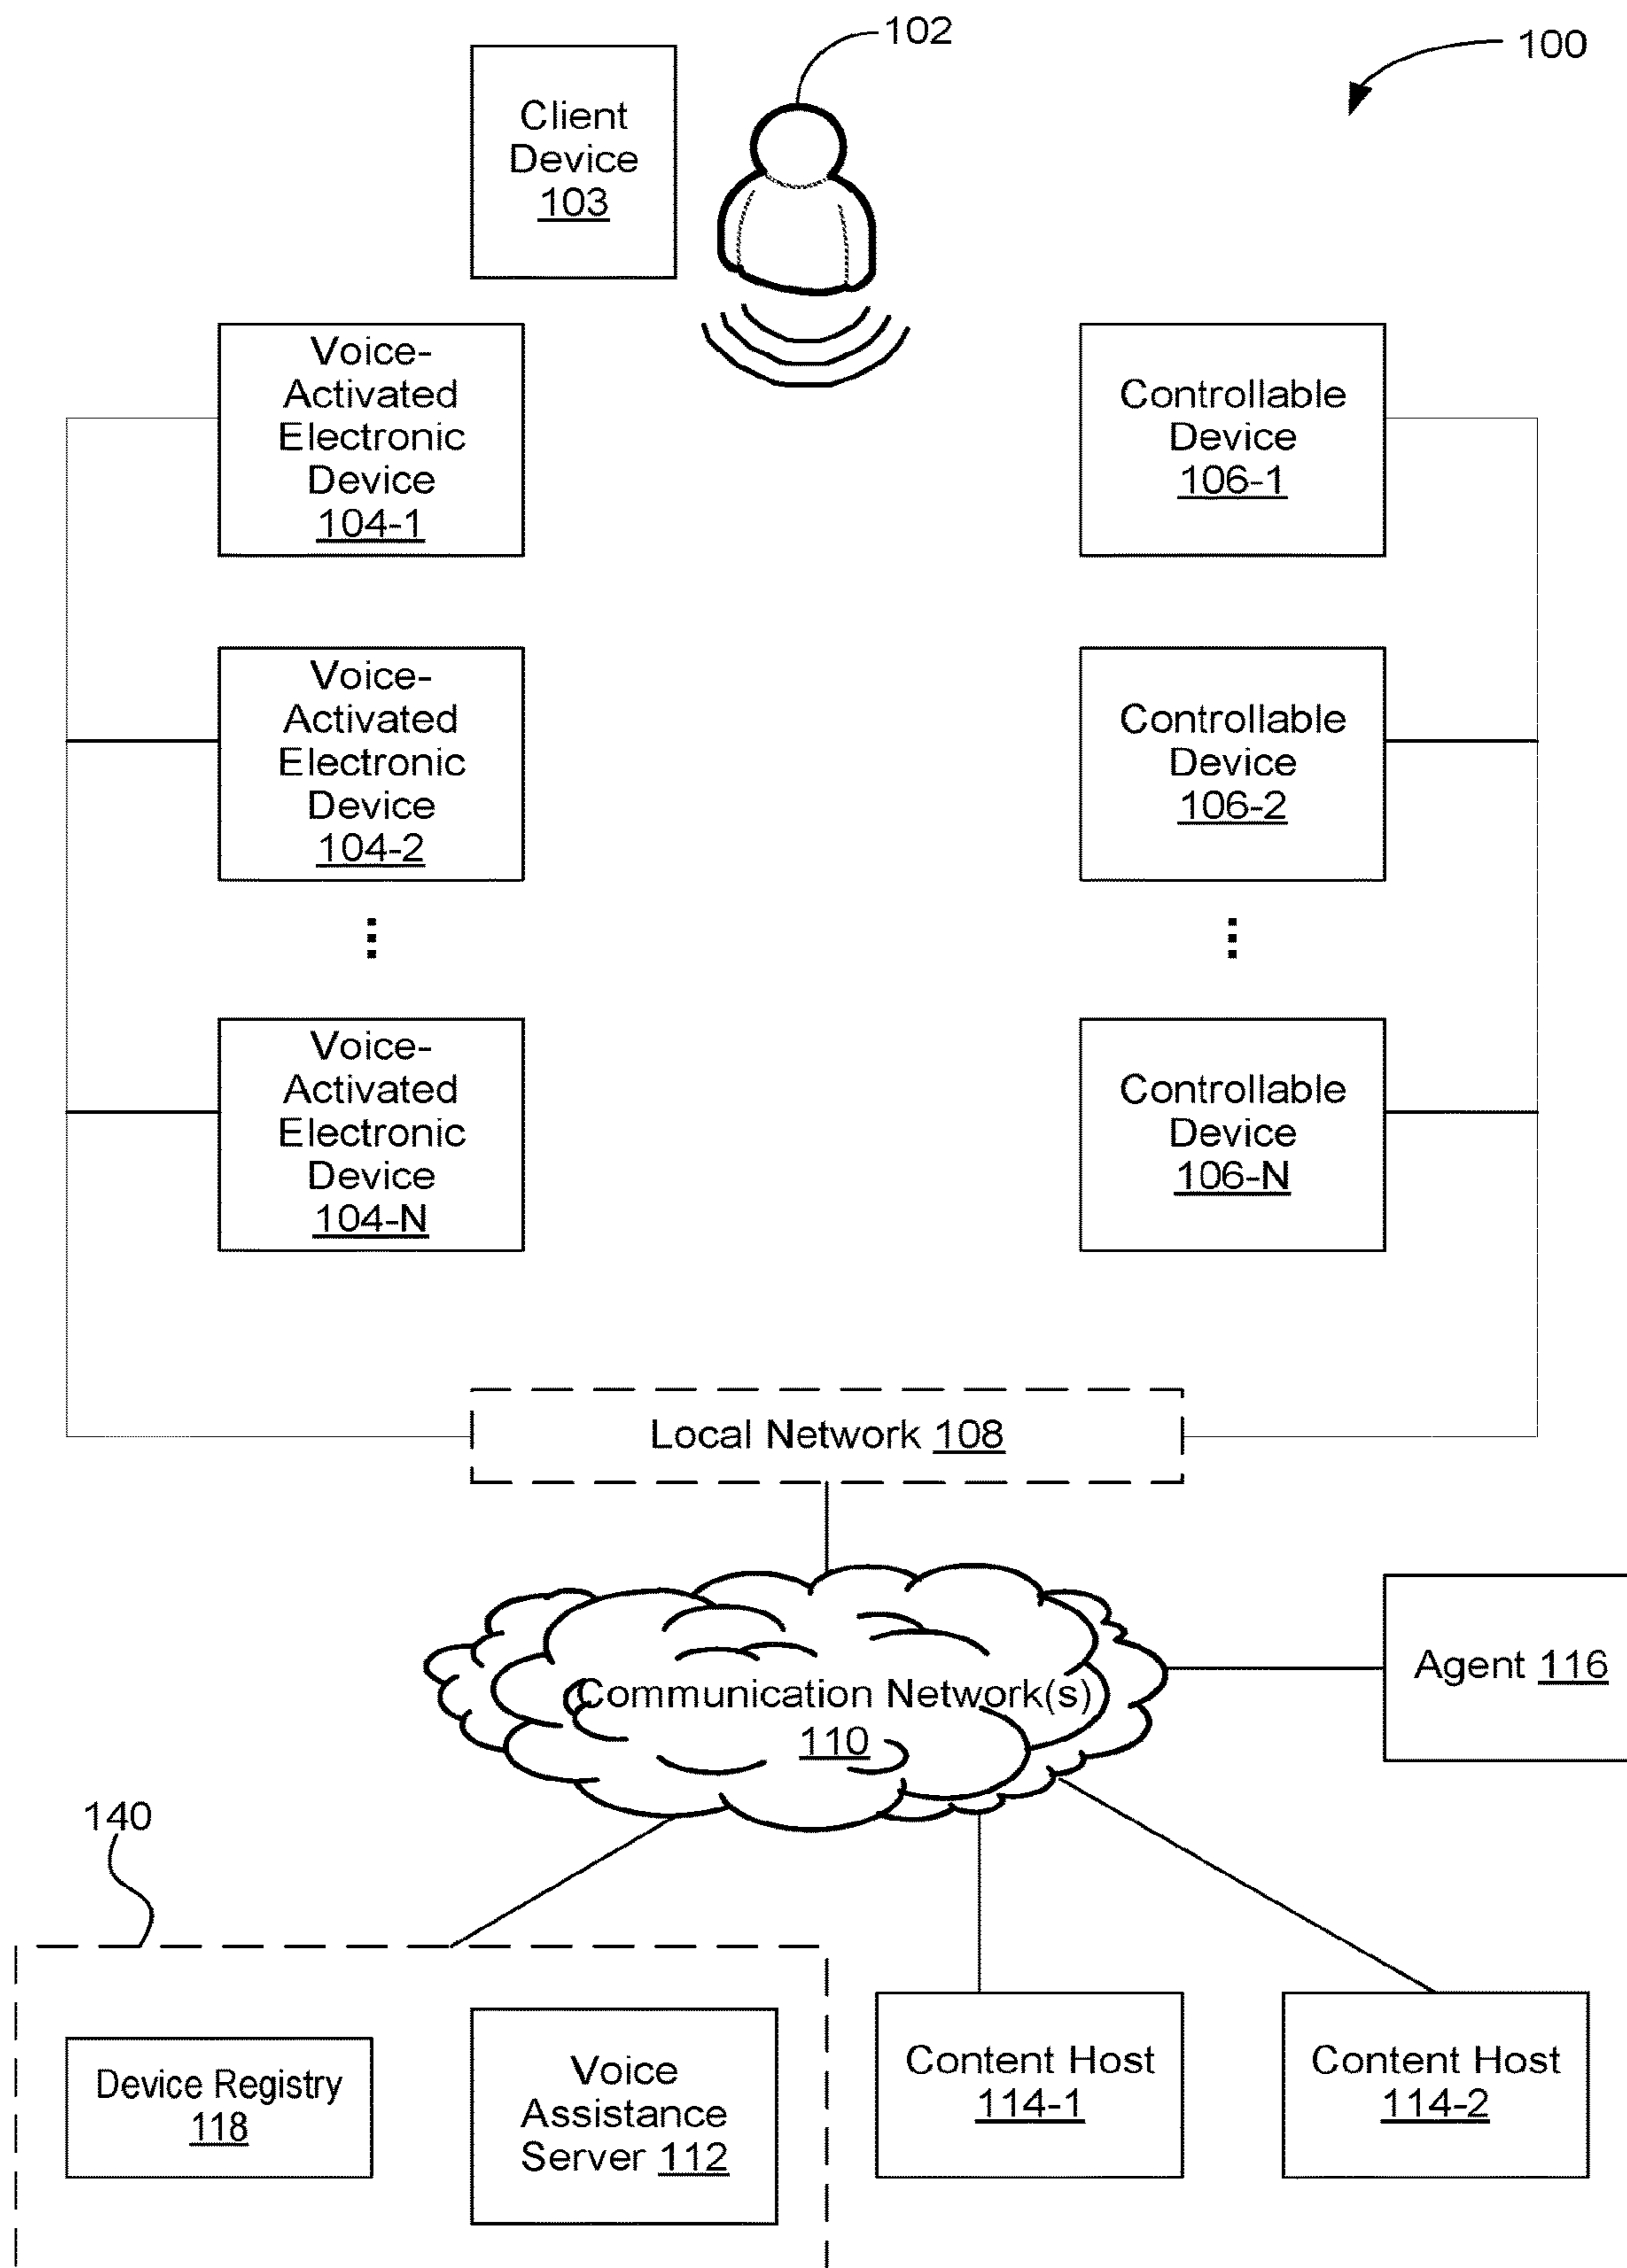 102
100
Client
Device
103
Voice-
Activated
Electronic
Device
104-1
Controllable
Device
106-1
Voice-
Activated
Electronic
Device
104-2
Controllable
Device
106-2
Voice-
Activated
Electronic
Device
104-N
Controllable
Device
106-N
Local Network 108
Communication Network(s)
110
Agent 116
140
Device Registry
118
Voice
Assistance
Server 112
Content Host
114-1
Content Host
114-2